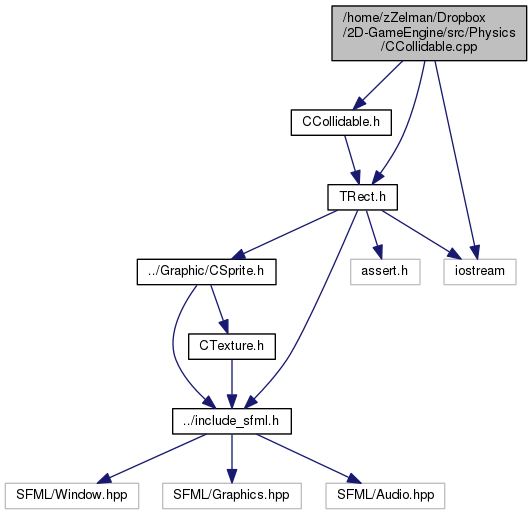 /home/zZelman/Dropbox
/2D-GameEngine/src/Physics
/CCollidable.cpp
CCollidable.h
TRect.h
../Graphic/CSprite.h
assert.h
iostream
CTexture.h
../include_sfml.h
SFML/Window.hpp
SFML/Graphics.hpp
SFML/Audio.hpp